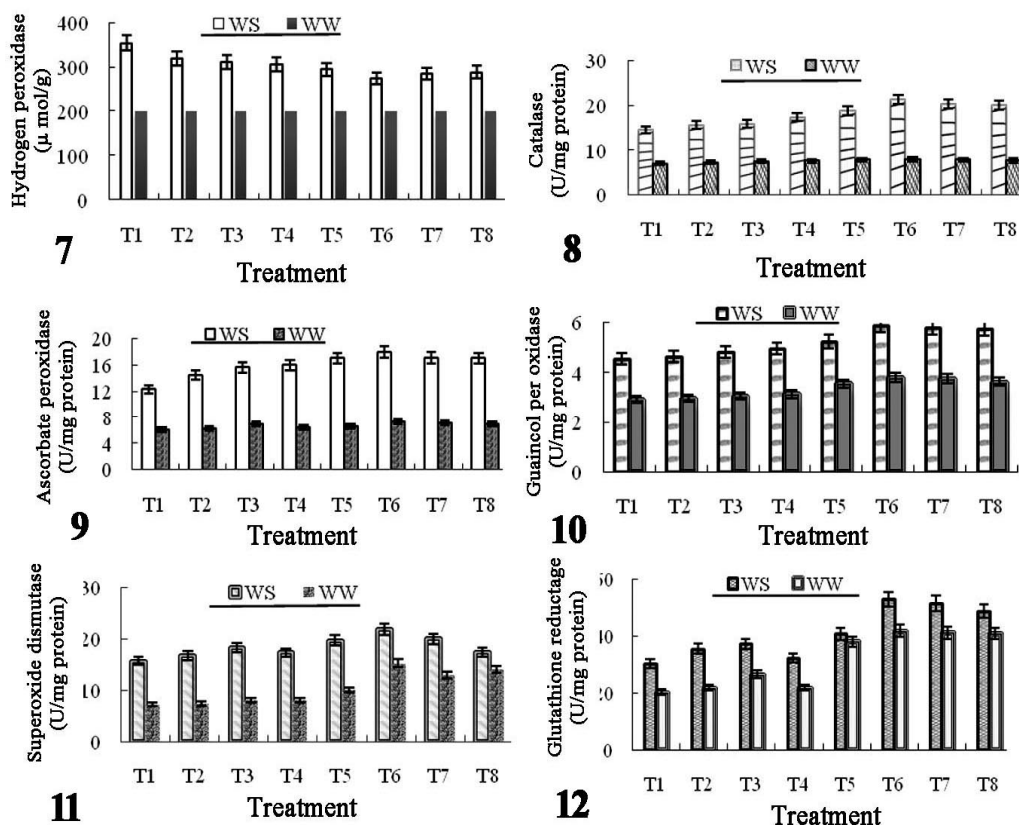 400
300
200
100
0
WS WW
Hydrogen peroxidase
(µ mol/g)
T1 T2 T3 T4 T5 T6 T7 T8
Treatment
7
30
20
10
0
WS WW
Catalase
(U/mg protein)
T1 T2 T3 T4 T5 T6 T7 T8
Treatment
8
20
16
12
8
4
0
WS WW
Ascorbate peroxidase
(U/mg protein)
T1 T2 T3 T4 T5 T6 T7 T8
Treatment
9
6
4
2
0
WS WW
Guaincol per oxidase
(U/mg protein)
T1 T2 T3 T4 T5 T6 T7 T8
Treatment
10
30
20
10
0
WS WW
Superoxide dismutase
(U/mg protein)
T1 T2 T3 T4 T5 T6 T7 T8
Treatment
11
60
40
20
0
WS WW
Glutathione reductage
(U/mg protein)
T1 T2 T3 T4 T5 T6 T7 T8
Treatment
12